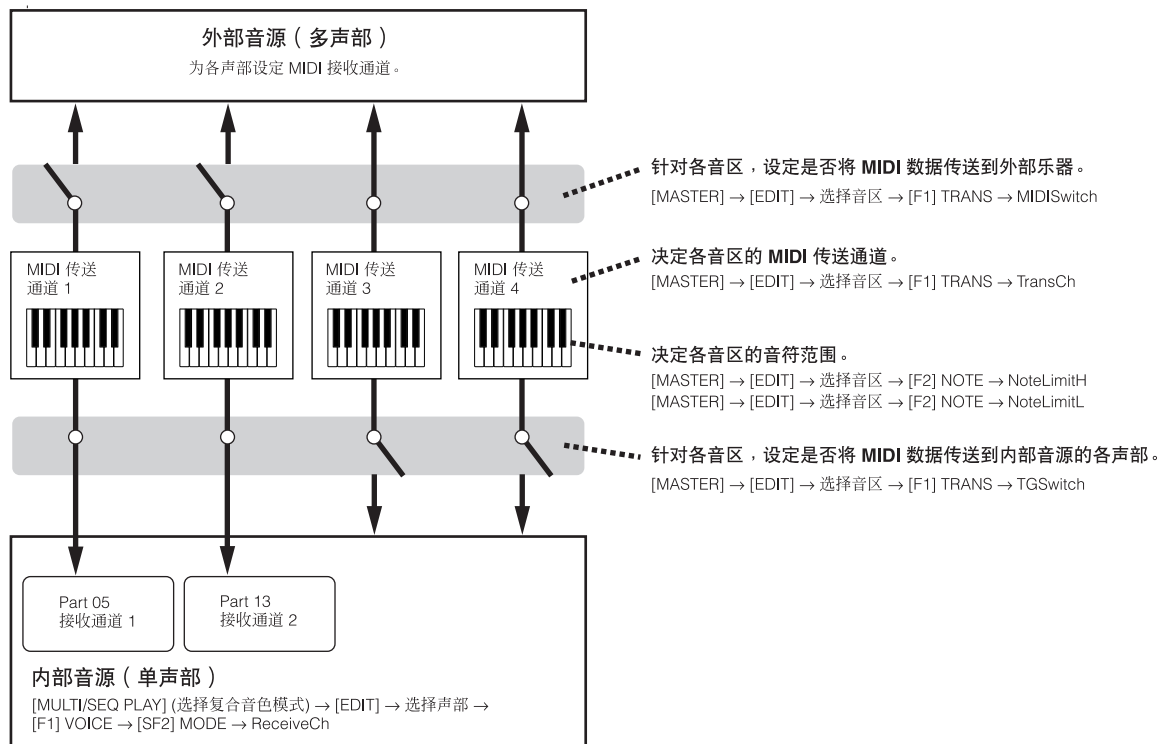 外部音源（多声部）
为各声部设定 MIDI 接收通道。
针对各音区，设定是否将 MIDI 数据传送到外部乐器。
[MASTER] → [EDIT] → 选择音区 → [F1] TRANS → MIDISwitch
MIDI 传送
通道 1
MIDI 传送
通道 2
MIDI 传送
通道 3
MIDI 传送
通道 4
决定各音区的 MIDI 传送通道。
[MASTER] → [EDIT] → 选择音区 → [F1] TRANS → TransCh
决定各音区的音符范围。
[MASTER] → [EDIT] → 选择音区 → [F2] NOTE → NoteLimitH
[MASTER] → [EDIT] → 选择音区 → [F2] NOTE → NoteLimitL
针对各音区，设定是否将 MIDI 数据传送到内部音源的各声部。
[MASTER] → [EDIT] → 选择音区 → [F1] TRANS → TGSwitch
Part 05
接收通道 1
Part 13
接收通道 2
内部音源（单声部）
[MULTI/SEQ PLAY] (选择复合音色模式) → [EDIT] → 选择声部 →
[F1] VOICE → [SF2] MODE → ReceiveCh